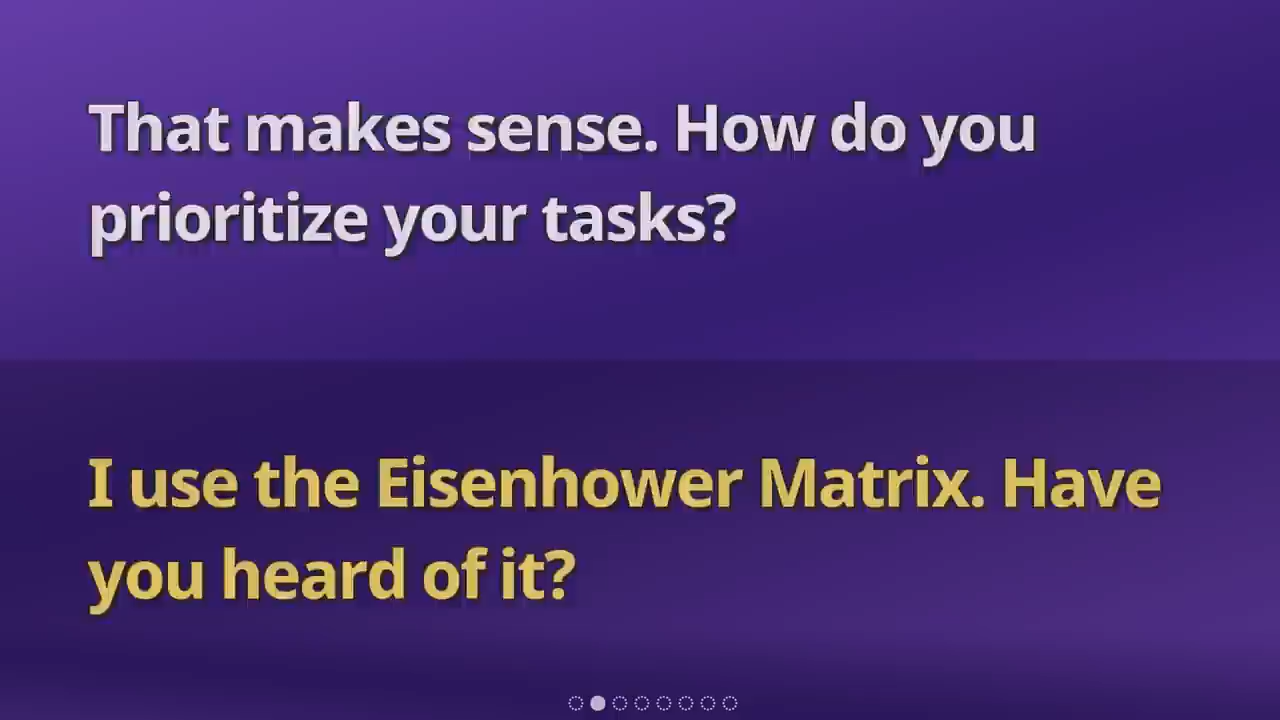 That makes sense. How do you
prioritize your tasks?
I use the Eisenhower Matrix. Have
you heard of it?